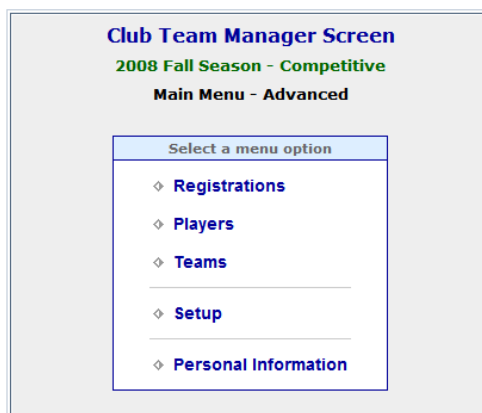 Club Team Manager Screen
2008 Fall Season - Competitive
Main Menu - Advanced
Select a menu option
Registrations
Players
Teams
Setup
Personal Information